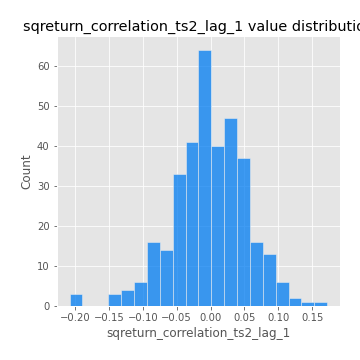 sqreturn_correlation_ts2_lag_1 value distributio
60
50
40
30
20
10
0
Count
−0.20 −0.15 −0.10 −0.05 0.00 0.05 0.10 0.15
sqreturn_correlation_ts2_lag_1